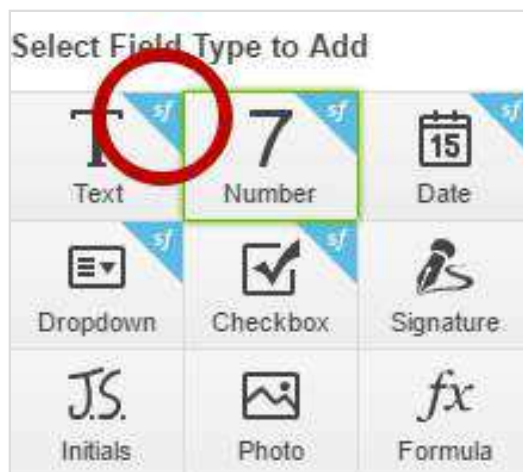 Select Field Type to Add
T sf 7 sf 15 sf
Text Number Date
sf sf
Dropdown Checkbox Signature
J.S. fx
Initials Photo Formula